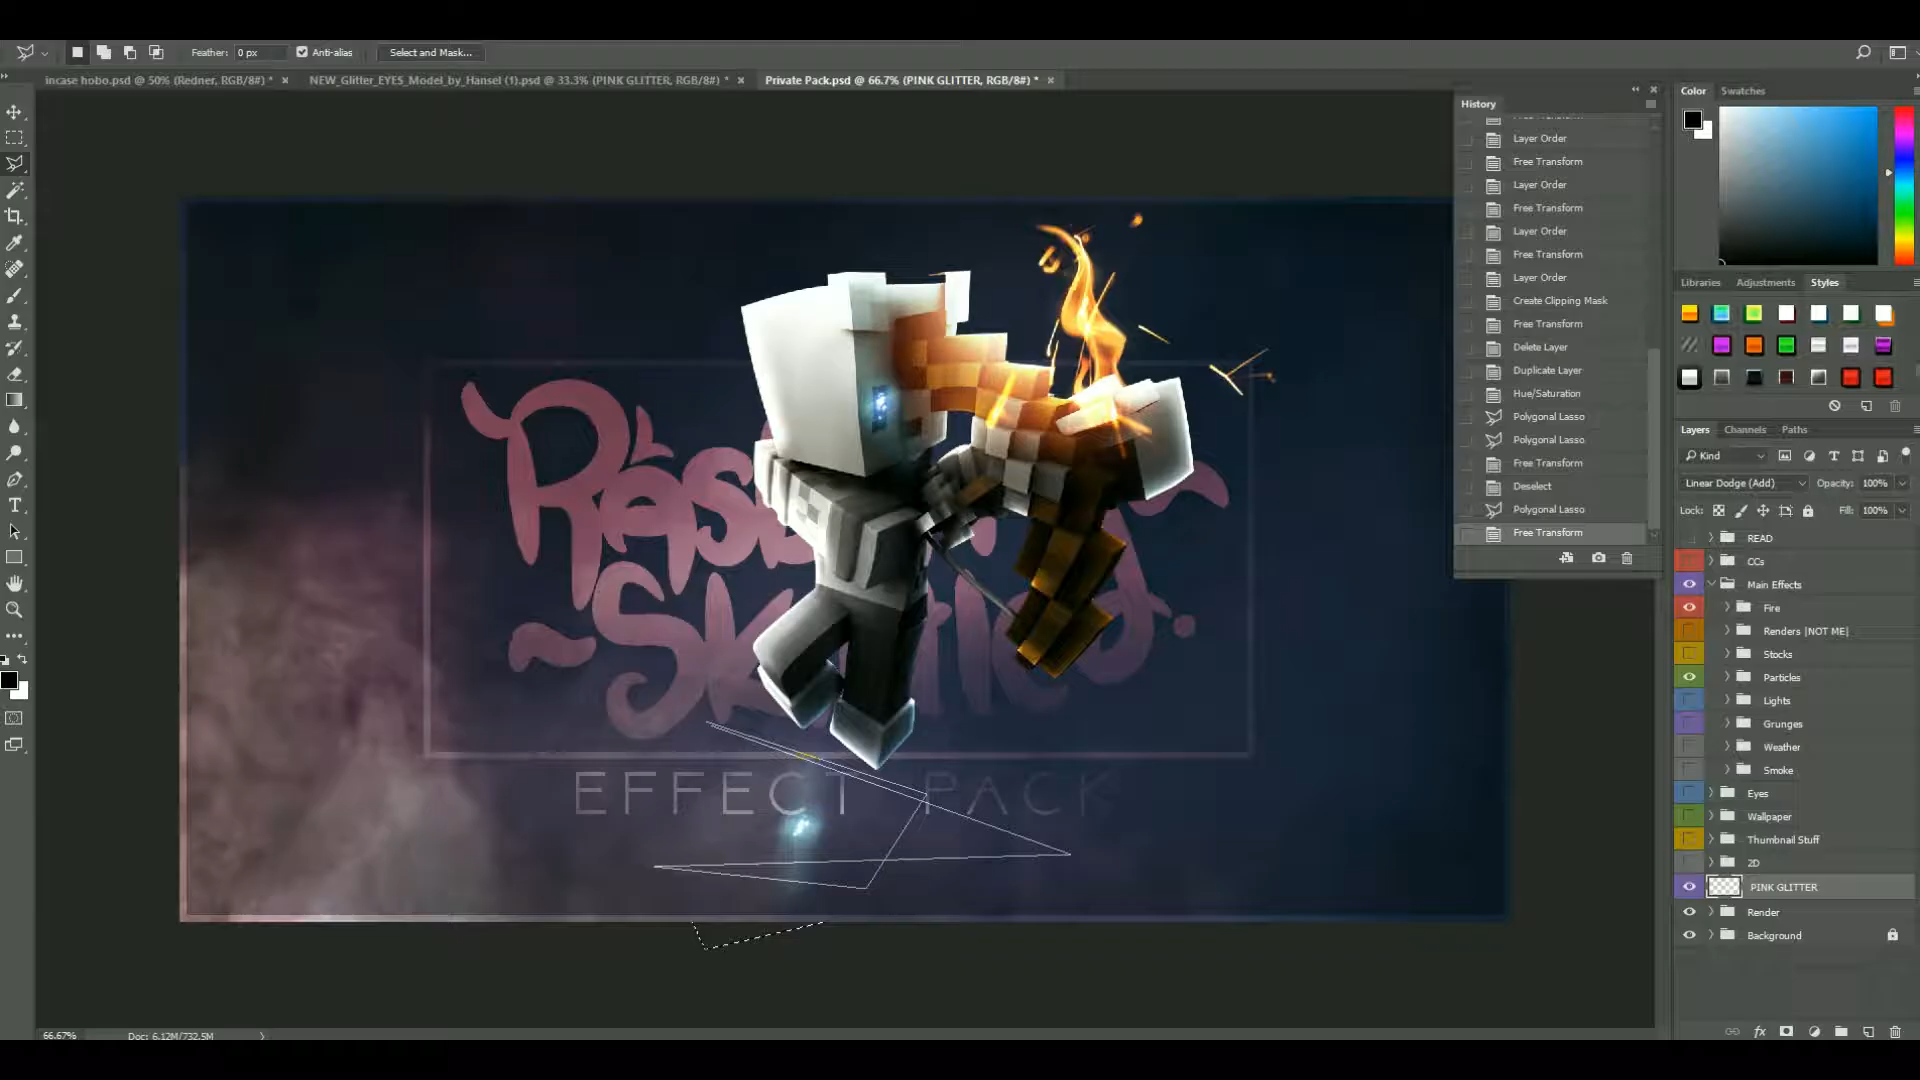 Feather: 0 px Anti-alias Select and Mask...
incase hobo.psd @ 50% (Redner, RGB/8#) * NEW_Glitter_EYES_Model_by_Hansel (1).psd @ 33.3% (PINK GLITTER, RGB/8#) * Private Pack.psd @ 66.7% (PINK GLITTER, RGB/8#) *
History
Free Transform
Layer Order
Free Transform
Layer Order
Free Transform
Layer Order
Free Transform
Layer Order
Create Clipping Mask
Free Transform
Delete Layer
Duplicate Layer
Hue/Saturation
Polygonal Lasso
Polygonal Lasso
Free Transform
Deselect
Polygonal Lasso
Free Transform
Color Swatches
Libraries Adjustments Styles
Layers Channels Paths
Kind
Linear Dodge (Add) Opacity: 100%
Lock: Fill: 100%
READ
CCs
Main Effects
Fire
Renders |NOT ME|
Stocks
Particles
Lights
Grunges
Weather
Smoke
Eyes
Wallpaper
Thumbnail Stuff
2D
PINK GLITTER
Render
Background
EFFECT PACK
66.67% Doc: 6.12M/732.5M
fx